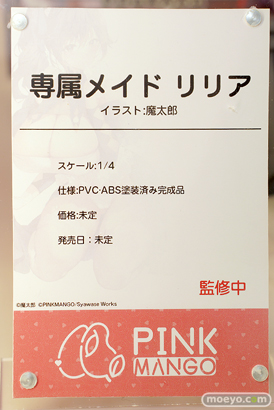 専属メイド リリア
イラスト:魔太郎
スケール:1/4
仕様:PVC・ABS塗装済み完成品
価格:未定
発売日：未定
監修中
©魔太郎 ©PINKMANGO/Syawase Works
PINK
MANGO
moeyo.com